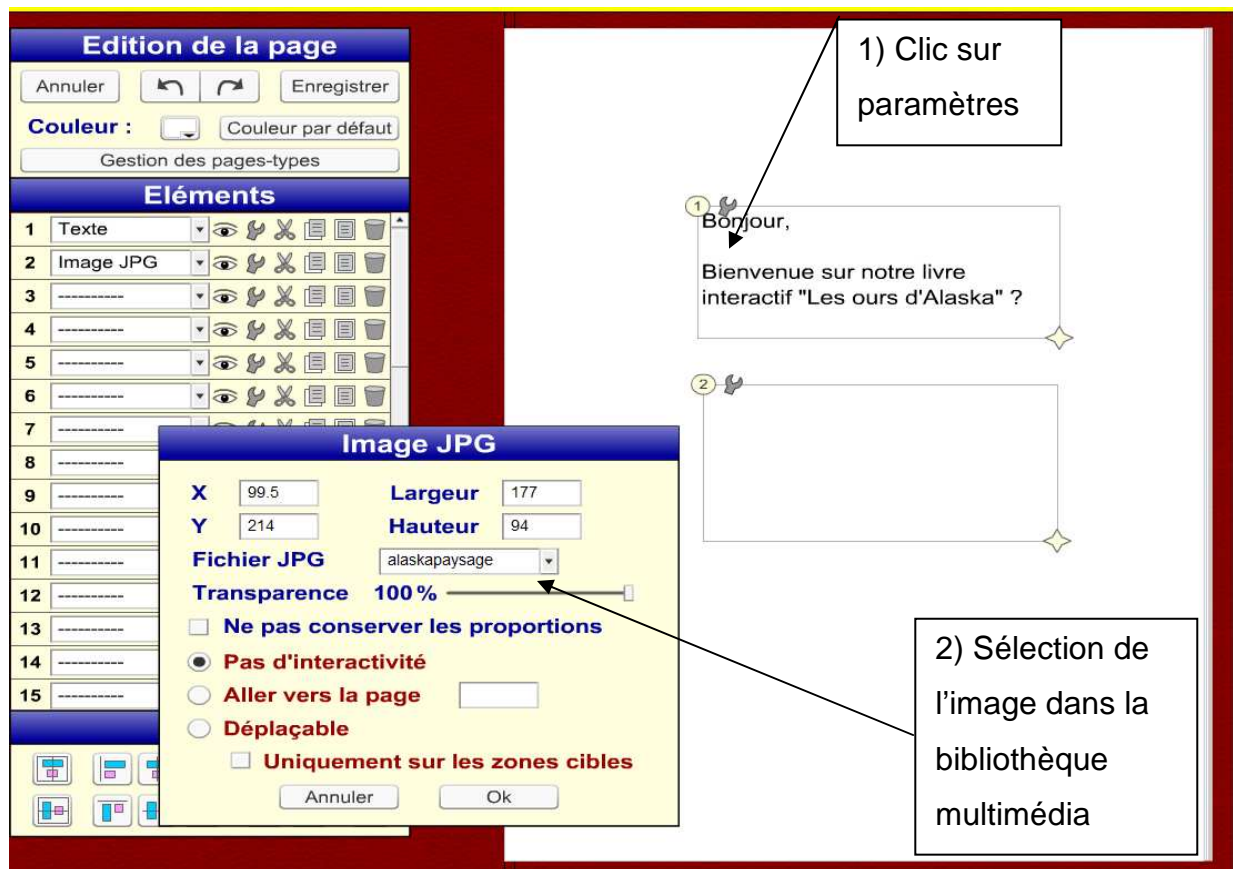 Edition de la page
Annuler Enregistrer
Couleur : Couleur par défaut
Gestion des pages-types
Eléments
1 Texte
2 Image JPG
3 ----------
4 ----------
5 ----------
6 ----------
7 ----------
8 ----------
9 ----------
10 ----------
11 ----------
12 ----------
13 ----------
14 ----------
15 ----------
Image JPG
X 99.5 Largeur 177
Y 214 Hauteur 94
Fichier JPG alaskapaysage
Transparence 100 %
Ne pas conserver les proportions
Pas d'interactivité
Aller vers la page
Déplaçable
Uniquement sur les zones cibles
Annuler Ok
1) Clic sur
paramètres
1
Bonjour,
Bienvenue sur notre livre
interactif "Les ours d'Alaska" ?
2
2) Sélection de
l'image dans la
bibliothèque
multimédia